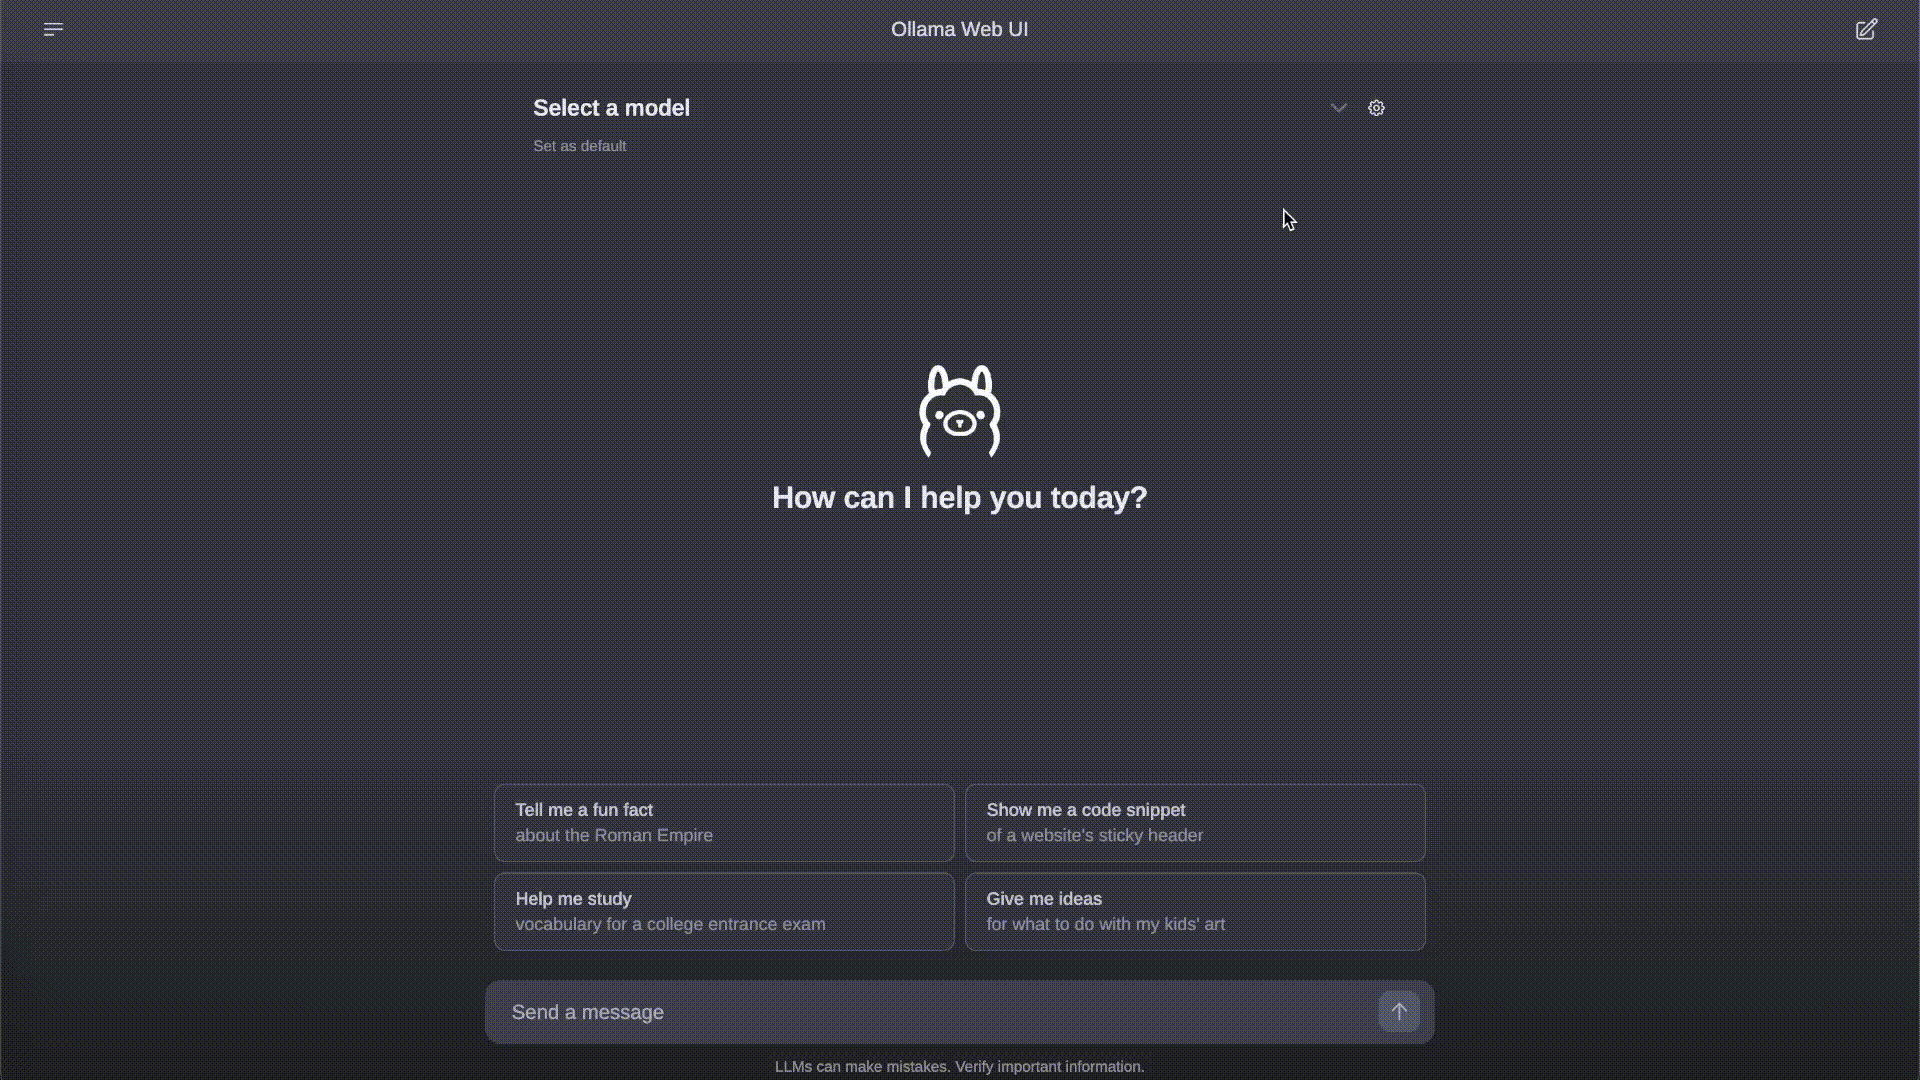 Ollama Web UI
Select a model
Set as default
How can I help you today?
Tell me a fun fact
about the Roman Empire
Show me a code snippet
of a website's sticky header
Help me study
vocabulary for a college entrance exam
Give me ideas
for what to do with my kids' art
Send a message
LLMs can make mistakes. Verify important information.